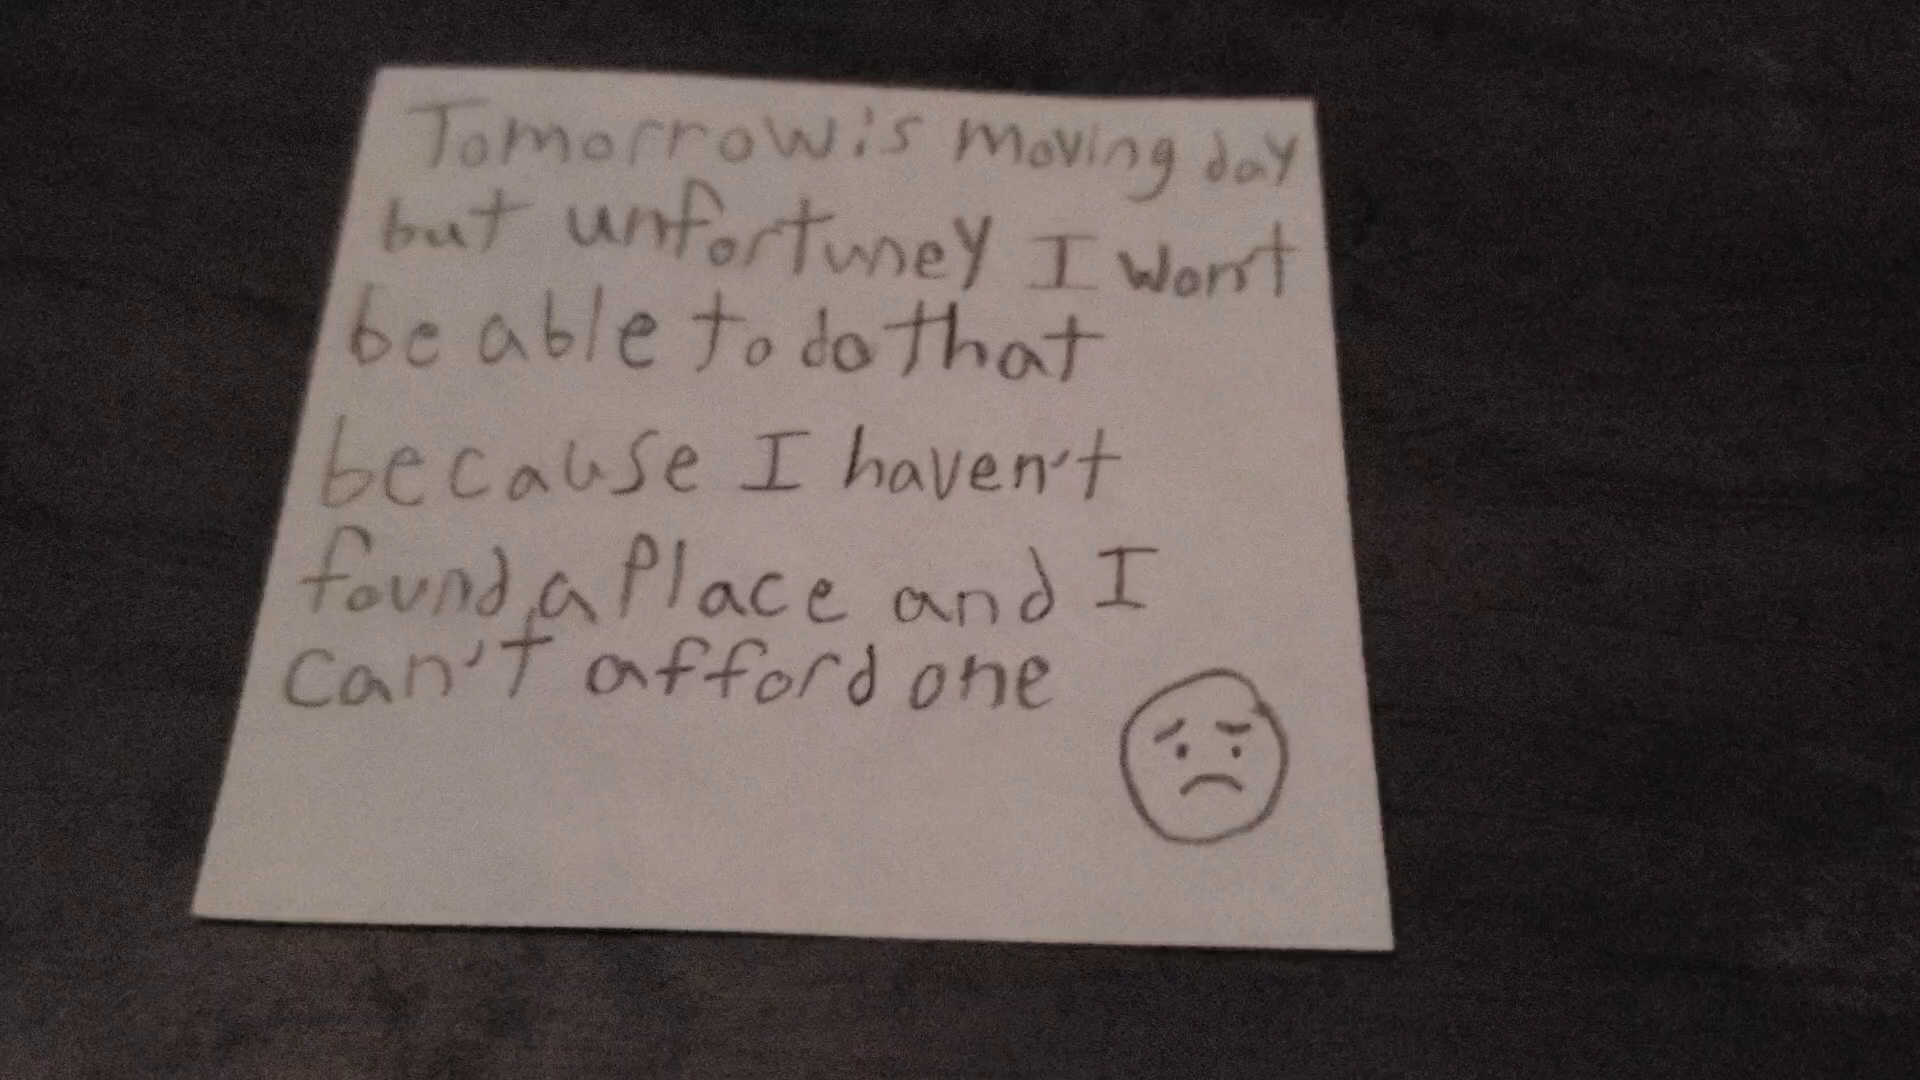 Tomorrow is moving day
but unfortuney I won't
be able to do that
because I haven't
found a Place and I
can't afford one